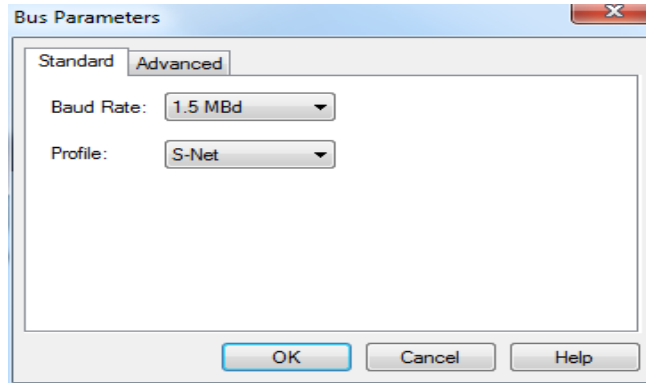 Bus Parameters
Standard Advanced
Baud Rate: 1.5 MBd
Profile: S-Net
OK Cancel Help